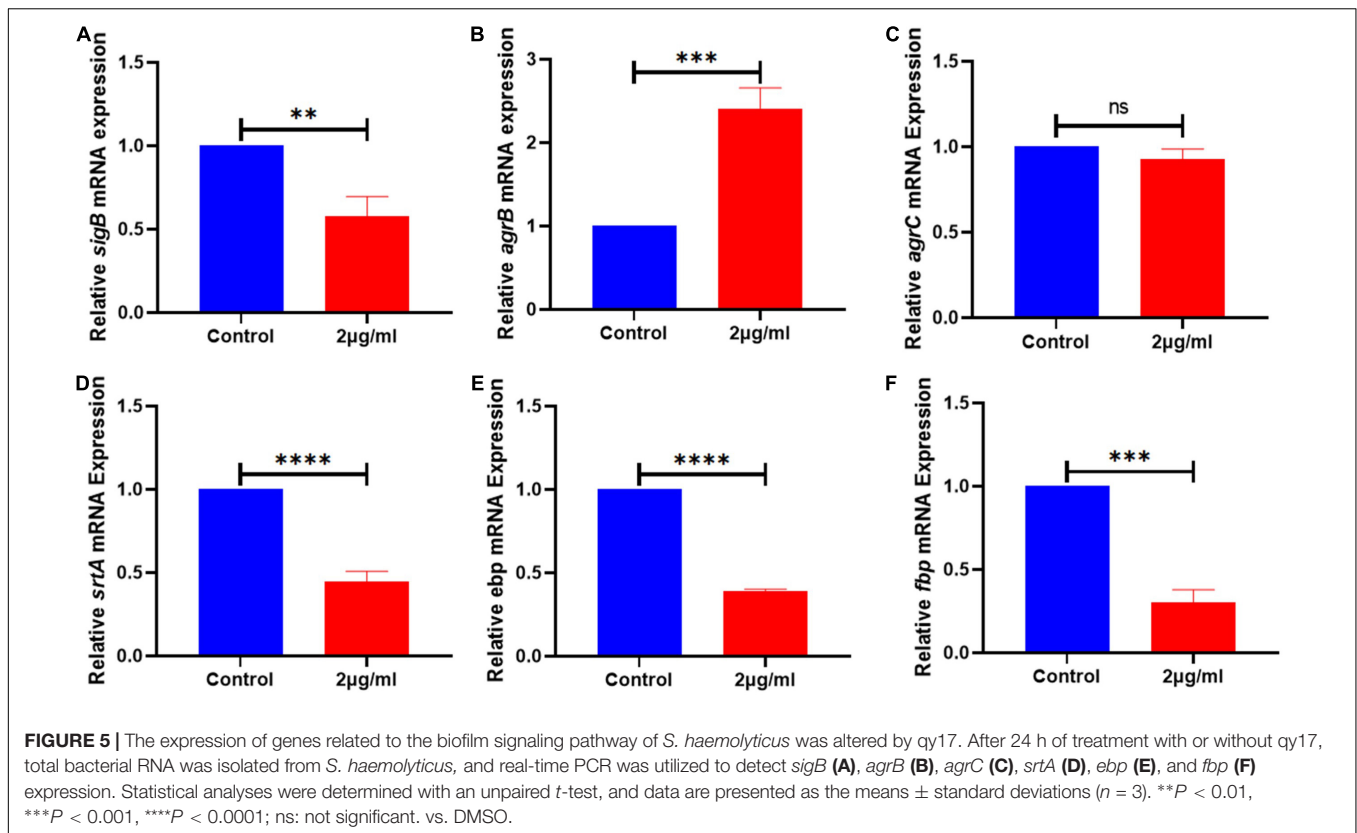 A
Relative sigB mRNA expression
1.5
1.0
0.5
0.0
**
Control
2µg/ml
B
Relative agrB mRNA expression
3
2
1
0
***
Control
2µg/ml
C
Relative agrC mRNA Expression
1.5
1.0
0.5
0.0
ns
Control
2µg/ml
D
Relative srtA mRNA Expression
1.5
1.0
0.5
0.0
****
Control
2µg/ml
E
Relative ebp mRNA Expression
1.5
1.0
0.5
0.0
****
Control
2µg/ml
F
Relative fbp mRNA Expression
1.5
1.0
0.5
0.0
***
Control
2µg/ml
FIGURE 5 | The expression of genes related to the biofilm signaling pathway of S. haemolyticus was altered by qy17. After 24 h of treatment with or without qy17,
total bacterial RNA was isolated from S. haemolyticus, and real-time PCR was utilized to detect sigB (A), agrB (B), agrC (C), srtA (D), ebp (E), and fbp (F)
expression. Statistical analyses were determined with an unpaired t-test, and data are presented as the means ± standard deviations (n = 3). **P < 0.01,
***P < 0.001, ****P < 0.0001; ns: not significant. vs. DMSO.